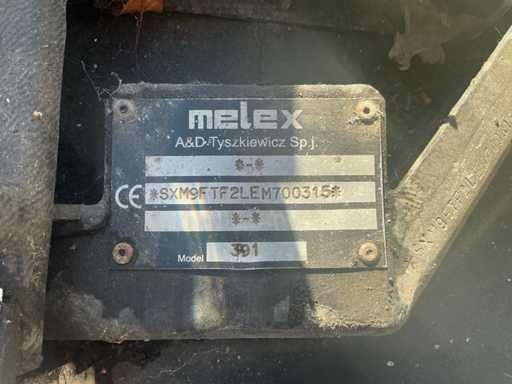 melex
A&D Tyszkiewicz Sp.j.
*-*
CE *SXM9FTF2LEM700315*
*-*
Model 391